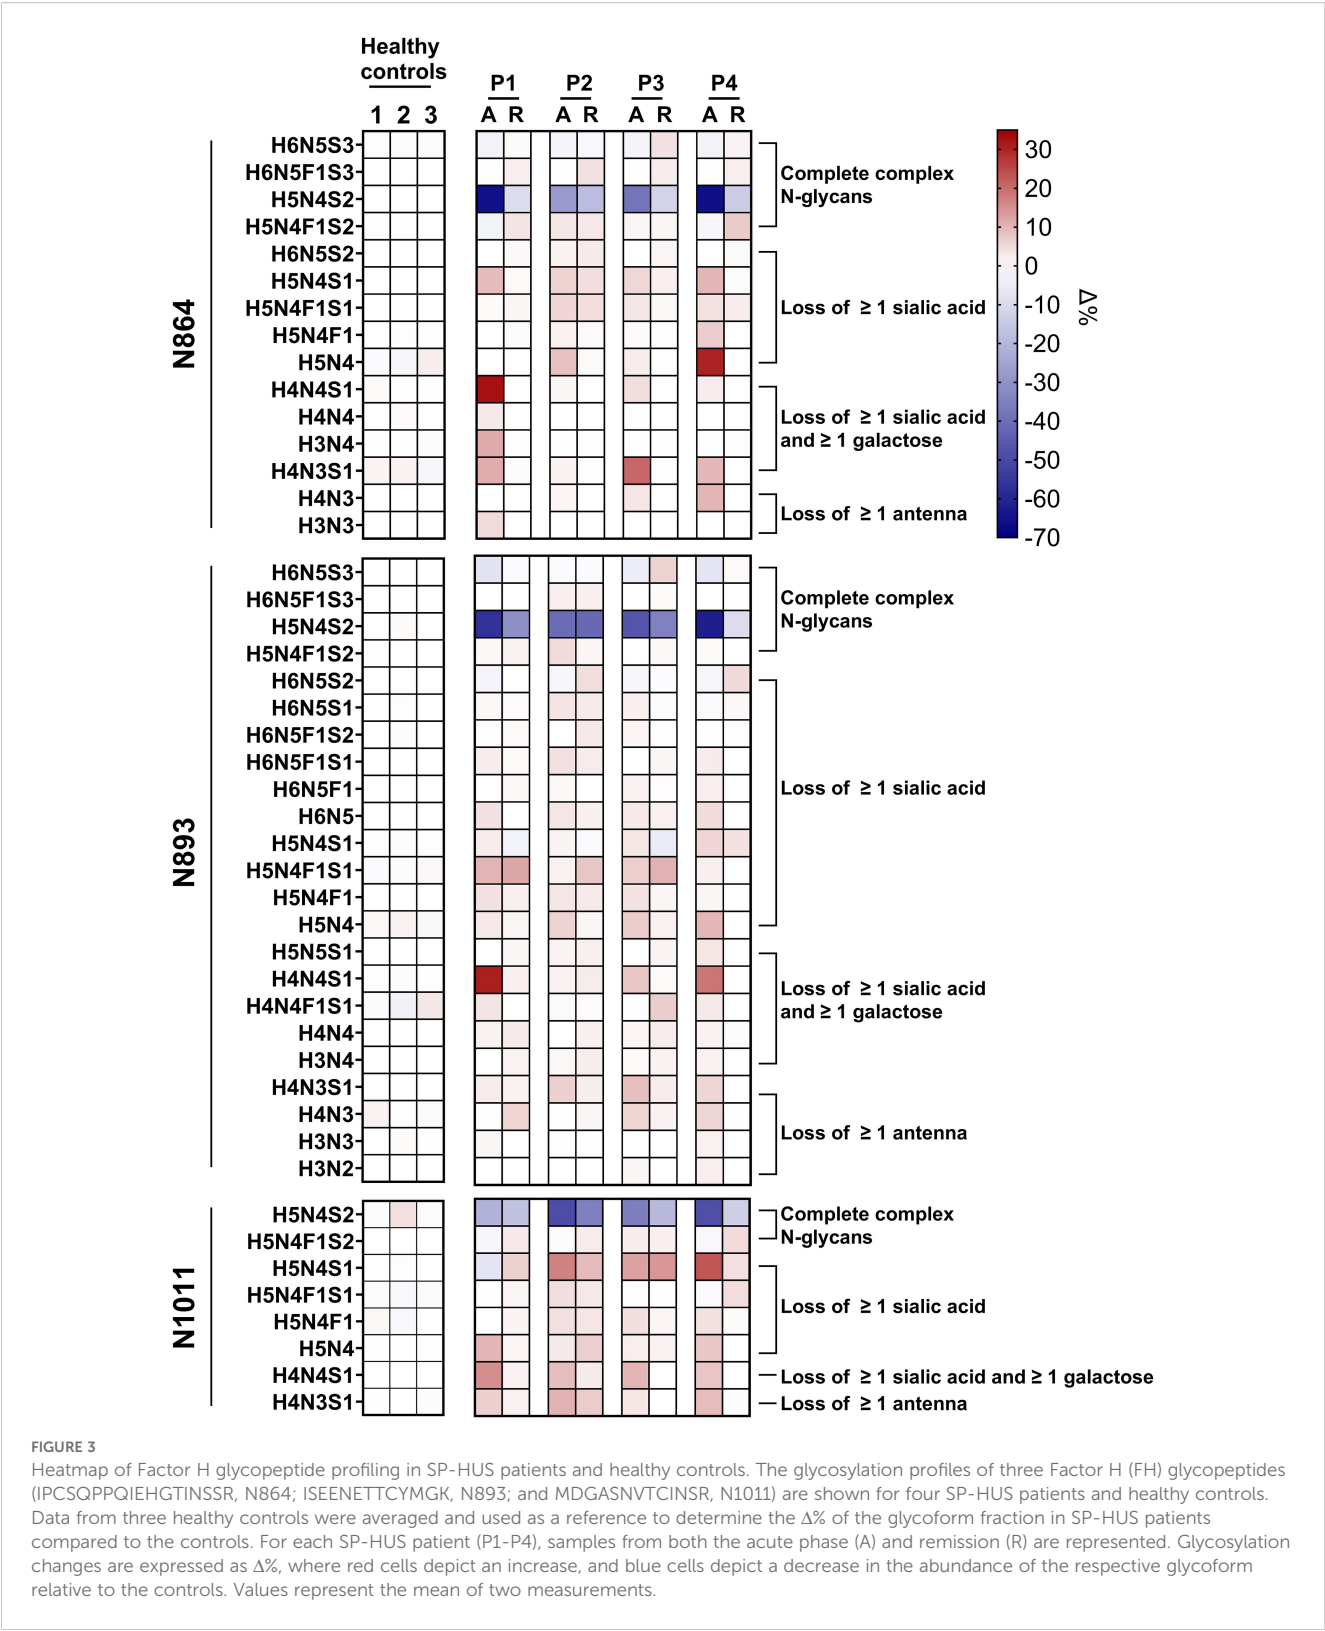 Healthy
controls
P1 P2 P3 P4
1 2 3 A R A R A R A R
N864
H6N5S3
H6N5F1S3
H5N4S2
H5N4F1S2
H6N5S2
H5N4S1
H5N4F1S1
H5N4F1
H5N4
H4N4S1
H4N4
H3N4
H4N3S1
H4N3
H3N3
Complete complex
N-glycans
Loss of ≥ 1 sialic acid
Loss of ≥ 1 sialic acid
and ≥ 1 galactose
Loss of ≥ 1 antenna
30
20
10
0
-10
-20
-30
-40
-50
-60
-70
Δ%
N893
H6N5S3
H6N5F1S3
H5N4S2
H5N4F1S2
H6N5S2
H6N5S1
H6N5F1S2
H6N5F1S1
H6N5F1
H6N5
H5N4S1
H5N4F1S1
H5N4F1
H5N4
H5N5S1
H4N4S1
H4N4F1S1
H4N4
H3N4
H4N3S1
H4N3
H3N3
H3N2
Complete complex
N-glycans
Loss of ≥ 1 sialic acid
Loss of ≥ 1 sialic acid
and ≥ 1 galactose
Loss of ≥ 1 antenna
N1011
H5N4S2
H5N4F1S2
H5N4S1
H5N4F1S1
H5N4F1
H5N4
H4N4S1
H4N3S1
Complete complex
N-glycans
Loss of ≥ 1 sialic acid
Loss of ≥ 1 sialic acid and ≥ 1 galactose
Loss of ≥ 1 antenna
FIGURE 3
Heatmap of Factor H glycopeptide profiling in SP-HUS patients and healthy controls. The glycosylation profiles of three Factor H (FH) glycopeptides
(IPCSQPPQIEHGTINSSR, N864; ISEENETTCYMGK, N893; and MDGASNVTCINSR, N1011) are shown for four SP-HUS patients and healthy controls.
Data from three healthy controls were averaged and used as a reference to determine the Δ% of the glycoform fraction in SP-HUS patients
compared to the controls. For each SP-HUS patient (P1-P4), samples from both the acute phase (A) and remission (R) are represented. Glycosylation
changes are expressed as Δ%, where red cells depict an increase, and blue cells depict a decrease in the abundance of the respective glycoform
relative to the controls. Values represent the mean of two measurements.